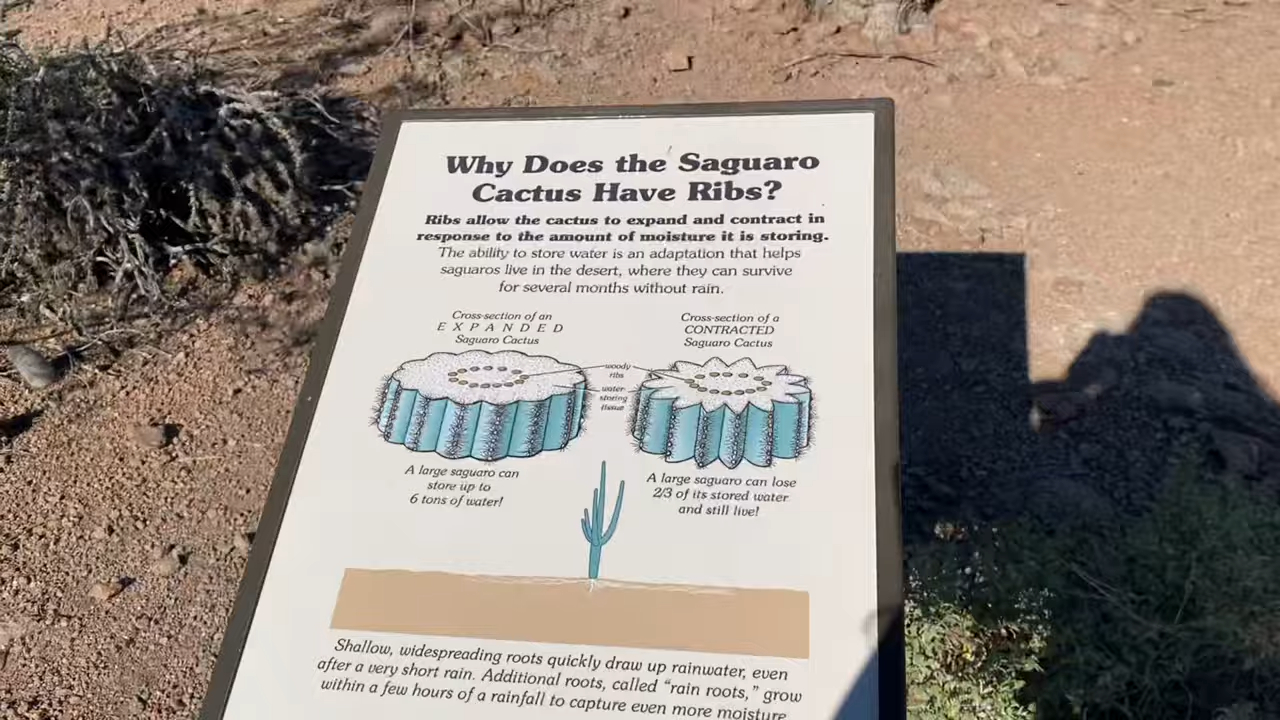 Why Does the Saguaro
Cactus Have Ribs?
Ribs allow the cactus to expand and contract in
response to the amount of moisture it is storing.
The ability to store water is an adaptation that helps
saguaros live in the desert, where they can survive
for several months without rain.
Cross-section of an
EXPANDED
Saguaro Cactus
Cross-section of a
CONTRACTED
Saguaro Cactus
woody
ribs
water-
storing
tissue
A large saguaro can
store up to
6 tons of water!
A large saguaro can lose
2/3 of its stored water
and still live!
Shallow, widespreading roots quickly draw up rainwater, even
after a very short rain. Additional roots, called "rain roots," grow
within a few hours of a rainfall to capture even more moisture